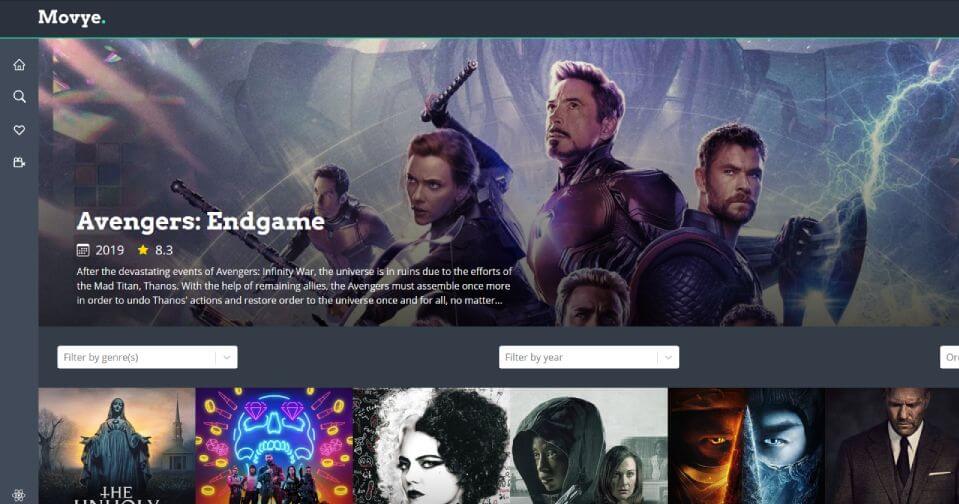 Movye.
Avengers: Endgame
2019 8.3
After the devastating events of Avengers: Infinity War, the universe is in ruins due to the efforts of
the Mad Titan, Thanos. With the help of remaining allies, the Avengers must assemble once more
in order to undo Thanos' actions and restore order to the universe once and for all, no matter...
Filter by genre(s)
Filter by year
Ord
THE
UNHOLY